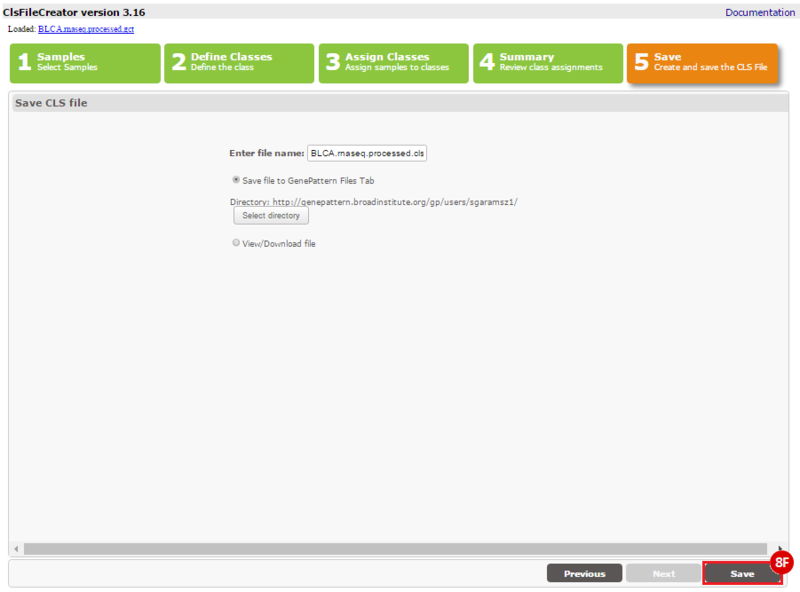 ClsFileCreator version 3.16 Documentation
Loaded: BLCA.rnaseq.processed.gct
1 Samples Select Samples
2 Define Classes Define the class
3 Assign Classes Assign samples to classes
4 Summary Review class assignments
5 Save Create and save the CLS File
Save CLS file
Enter file name: BLCA.rnaseq.processed.cls
Save file to GenePattern Files Tab
Directory: http://genepattern.broadinstitute.org/gp/users/sgaramsz1/
Select directory
View/Download file
8F
Previous Next Save